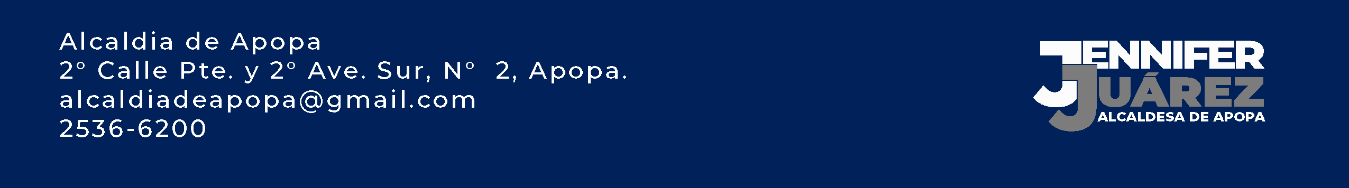 Alcaldia de Apopa
2° Calle Pte. y 2° Ave. Sur, N°  2, Apopa.
alcaldiadeapopa@gmail.com
2536-6200
JENNIFER
JUÁREZ
ALCALDESA DE APOPA